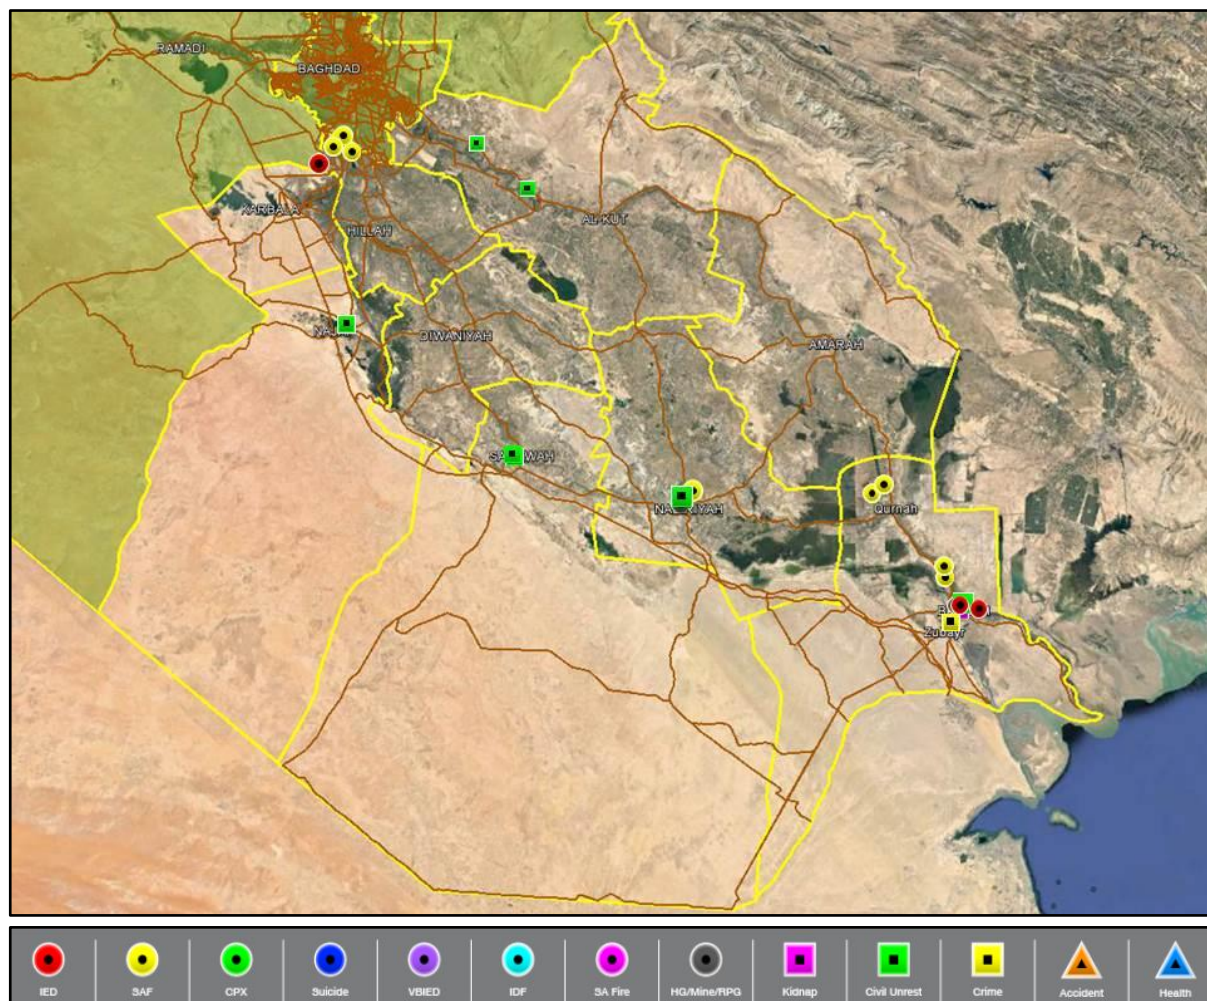 RAMADI
BAGHDAD
KARBALA
AL-KUT
HILLAH
DIWANIYAH
AMARAH
Qurnah
Zubayr
IED
SAF
CPX
Suicide
VBIED
IDF
SA Fire
HG/Mine/RPG
Kidnap
Civil Unrest
Crime
Accident
Health